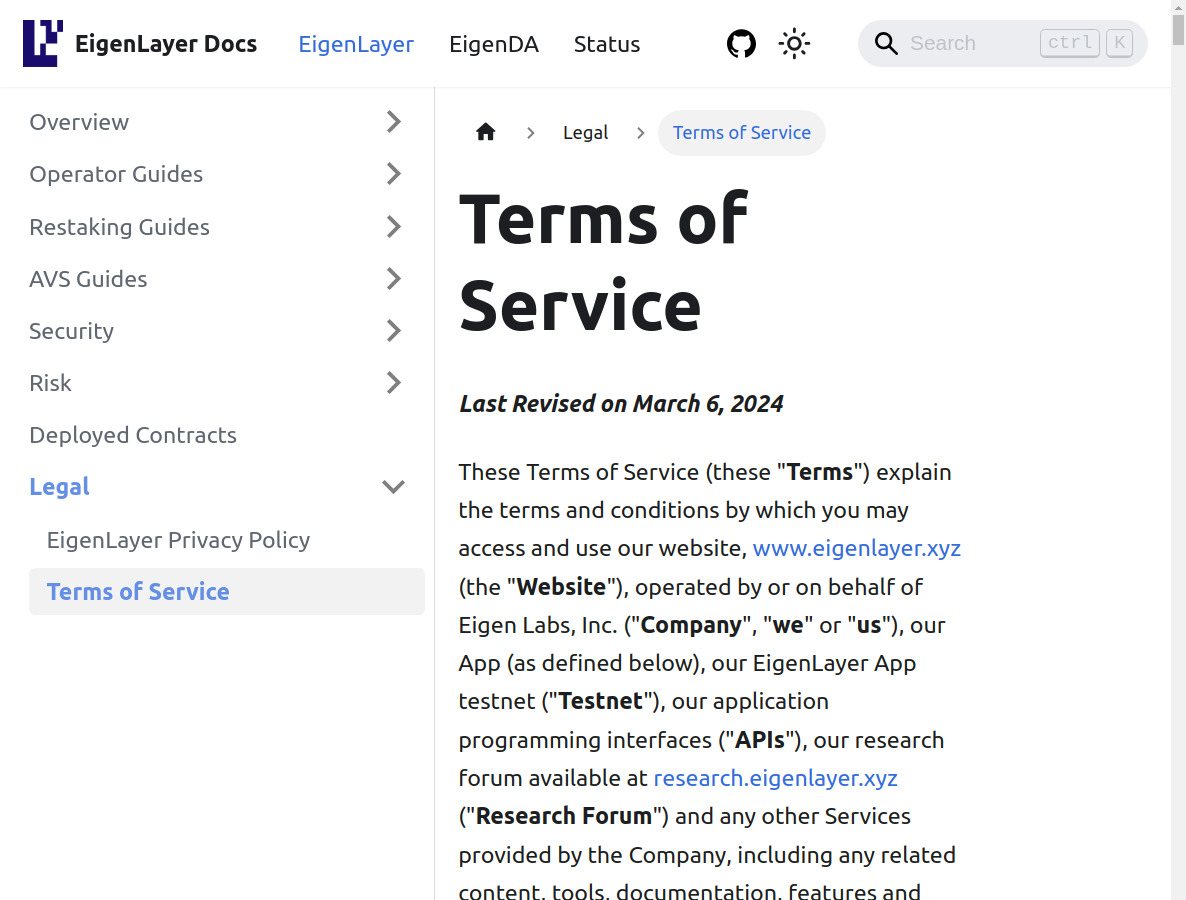 EigenLayer Docs EigenLayer EigenDA Status Search ctrl K
Overview
Operator Guides
Restaking Guides
AVS Guides
Security
Risk
Deployed Contracts
Legal
EigenLayer Privacy Policy
Terms of Service
Legal Terms of Service
Terms of
Service
Last Revised on March 6, 2024
These Terms of Service (these "Terms") explain
the terms and conditions by which you may
access and use our website, www.eigenlayer.xyz
(the "Website"), operated by or on behalf of
Eigen Labs, Inc. ("Company", "we" or "us"), our
App (as defined below), our EigenLayer App
testnet ("Testnet"), our application
programming interfaces ("APIs"), our research
forum available at research.eigenlayer.xyz
("Research Forum") and any other Services
provided by the Company, including any related
content, tools, documentation, features and